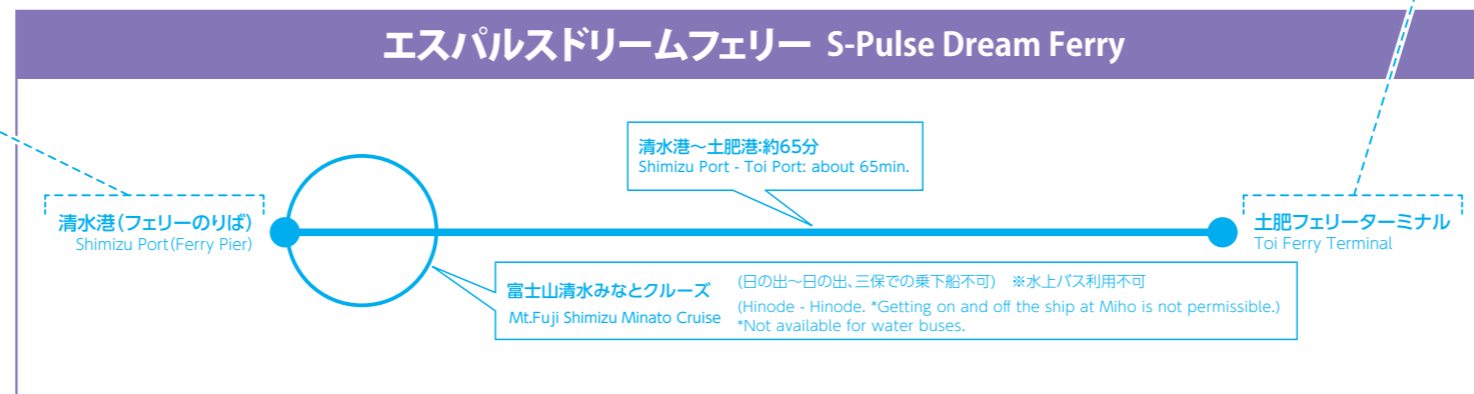 エスパルスドリームフェリー S-Pulse Dream Ferry
清水港～土肥港:約65分
Shimizu Port - Toi Port: about 65min.
清水港(フェリーのりば)
Shimizu Port(Ferry Pier)
土肥フェリーターミナル
Toi Ferry Terminal
富士山清水みなとクルーズ
Mt.Fuji Shimizu Minato Cruise
(日の出～日の出、三保での乗下船不可) ※水上バス利用不可
(Hinode - Hinode. *Getting on and off the ship at Miho is not permissible.)
*Not available for water buses.